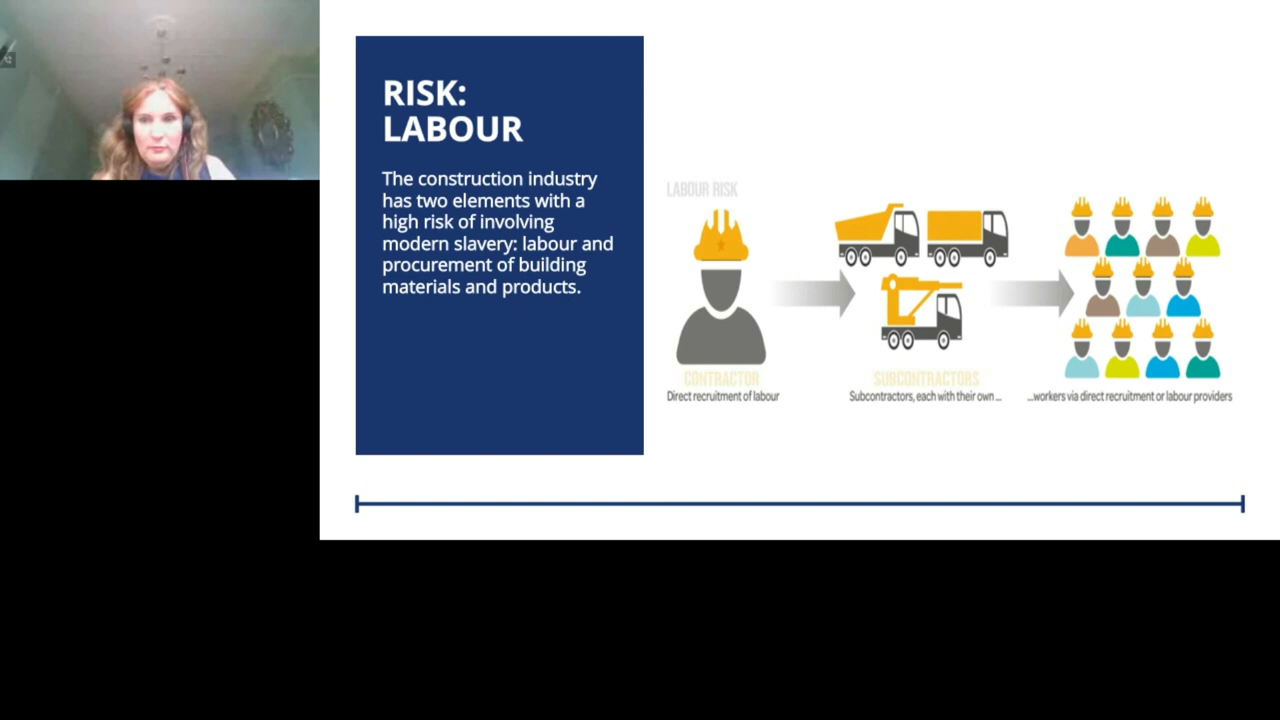 RISK:
LABOUR
The construction industry
has two elements with a
high risk of involving
modern slavery: labour and
procurement of building
materials and products.
LABOUR RISK
CONTRACTOR
Direct recruitment of labour
SUBCONTRACTORS
Subcontractors, each with their own ...
...workers via direct recruitment or labour providers